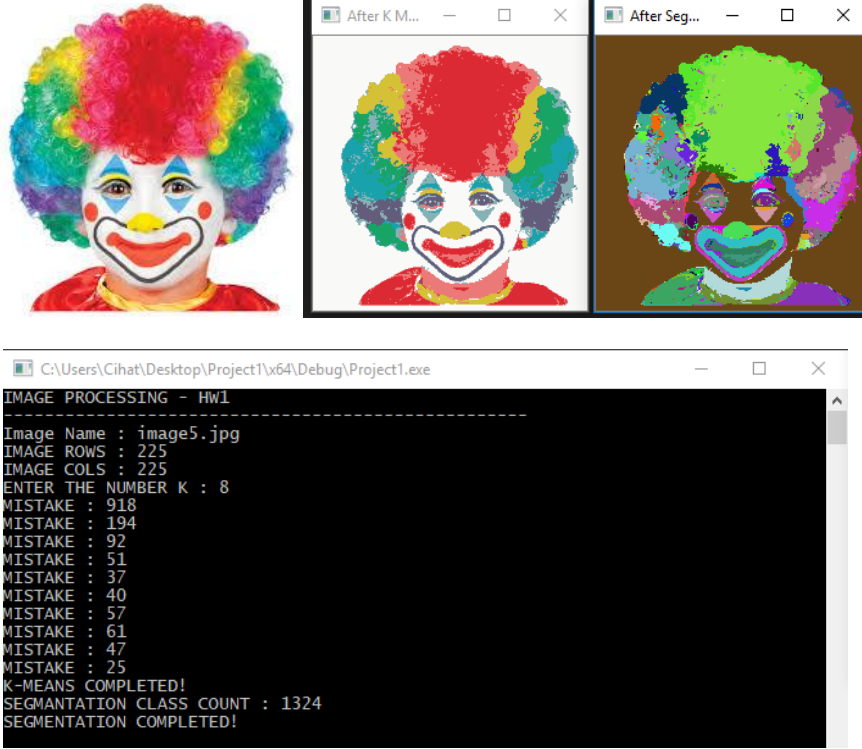 After K M...
After Seg...
C:\Users\Cihat\Desktop\Project1\x64\Debug\Project1.exe
IMAGE PROCESSING - HW1
----------------------------------------------------
Image Name : image5.jpg
IMAGE ROWS : 225
IMAGE COLS : 225
ENTER THE NUMBER K : 8
MISTAKE : 918
MISTAKE : 194
MISTAKE : 92
MISTAKE : 51
MISTAKE : 37
MISTAKE : 40
MISTAKE : 57
MISTAKE : 61
MISTAKE : 47
MISTAKE : 25
K-MEANS COMPLETED!
SEGMANTATION CLASS COUNT : 1324
SEGMENTATION COMPLETED!